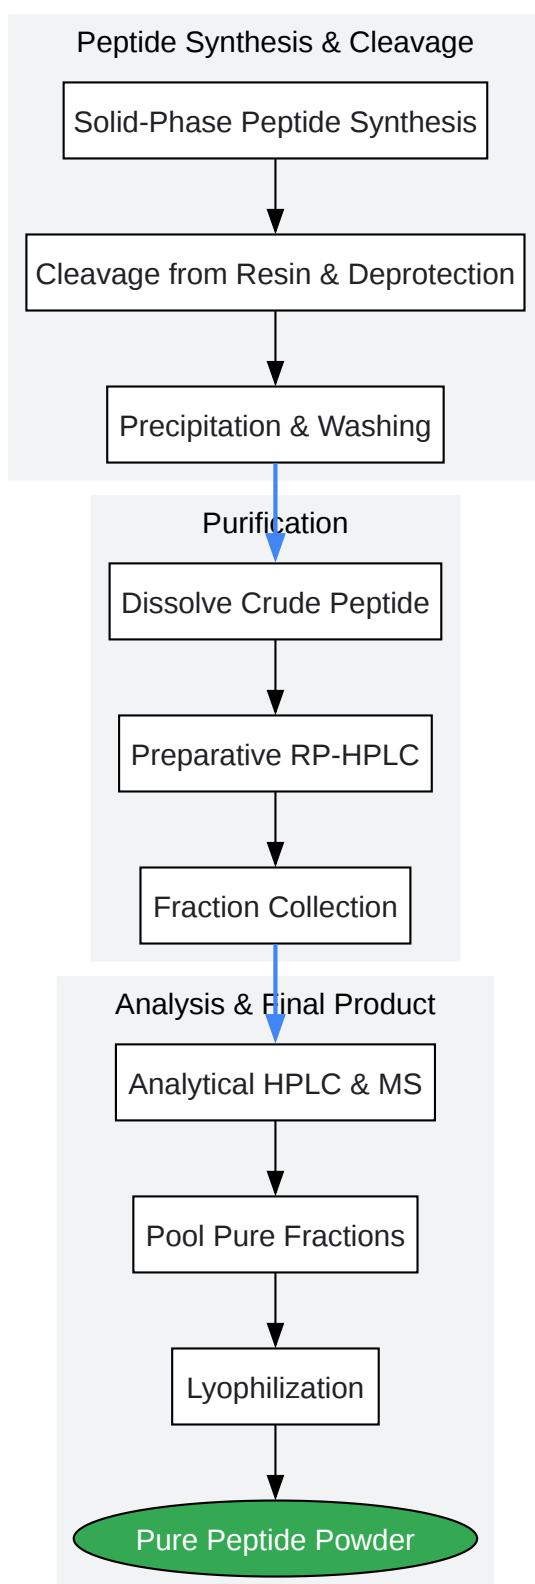 Peptide Synthesis & Cleavage
Solid-Phase Peptide Synthesis
Cleavage from Resin & Deprotection
Precipitation & Washing
Purification
Dissolve Crude Peptide
Preparative RP-HPLC
Fraction Collection
Analysis & Final Product
Analytical HPLC & MS
Pool Pure Fractions
Lyophilization
Pure Peptide Powder